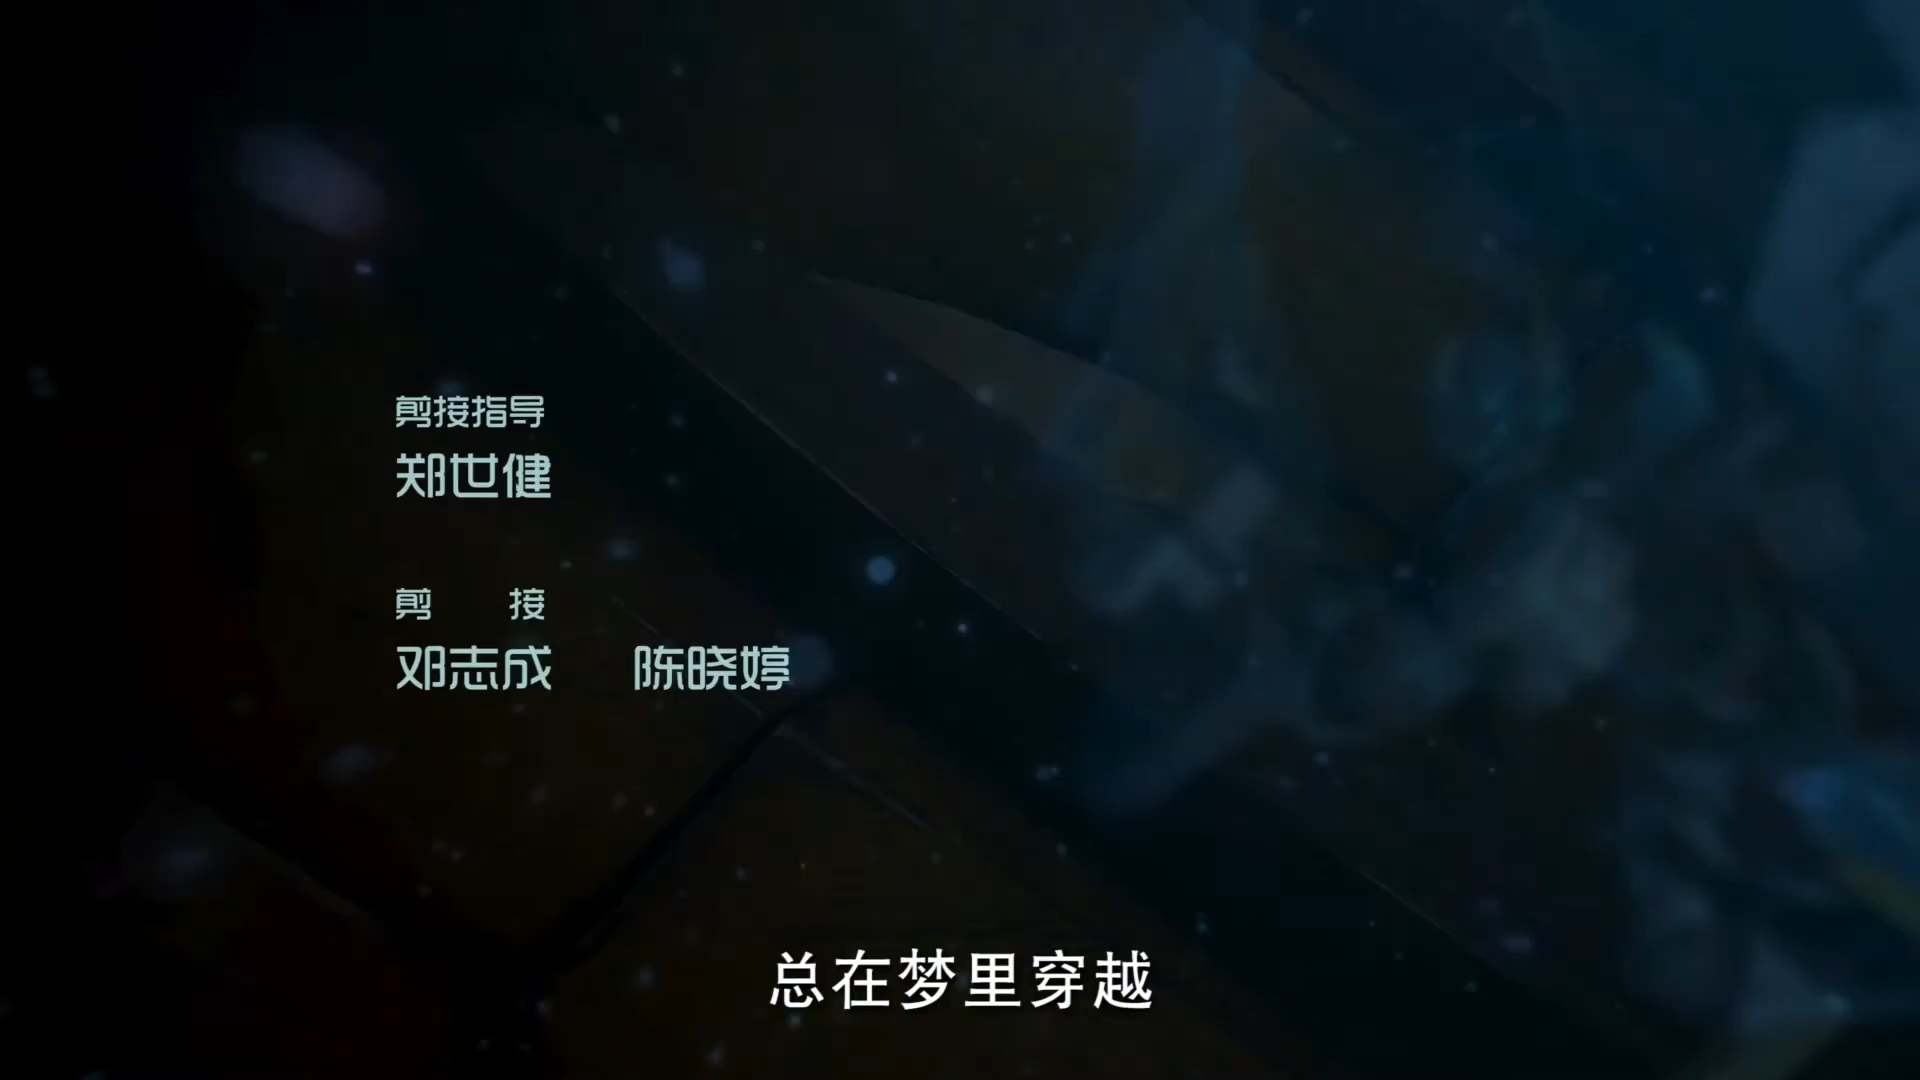 剪接指导
郑世健
剪 接
邓志成 陈晓婷
总在梦里穿越